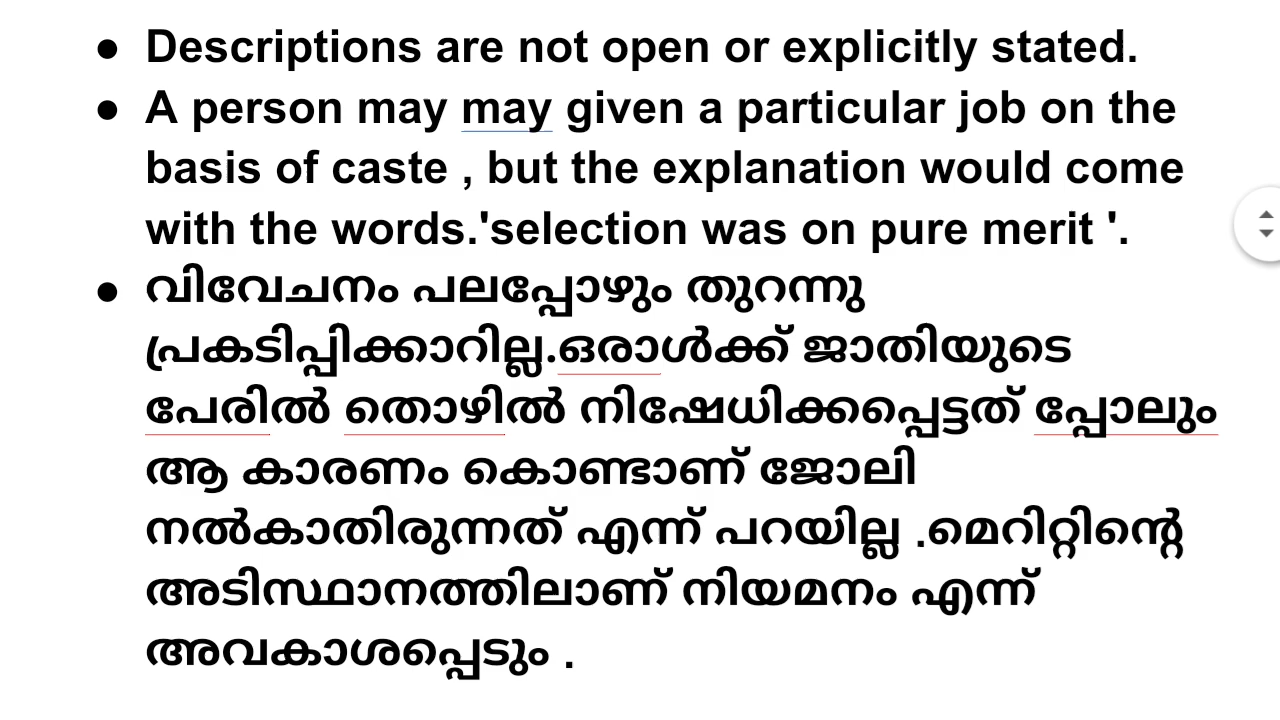 ● Descriptions are not open or explicitly stated.
● A person may may given a particular job on the
basis of caste , but the explanation would come
with the words.'selection was on pure merit '.
● വിവേചനം പലപ്പോഴും തുറന്നു
പ്രകടിപ്പിക്കാറില്ല.ഒരാൾക്ക് ജാതിയുടെ
പേരിൽ തൊഴിൽ നിഷേധിക്കപ്പെട്ടത് പ്പോലും
ആ കാരണം കൊണ്ടാണ് ജോലി
നൽകാതിരുന്നത് എന്ന് പറയില്ല .മെറിറ്റിന്റെ
അടിസ്ഥാനത്തിലാണ് നിയമനം എന്ന്
അവകാശപ്പെടും .